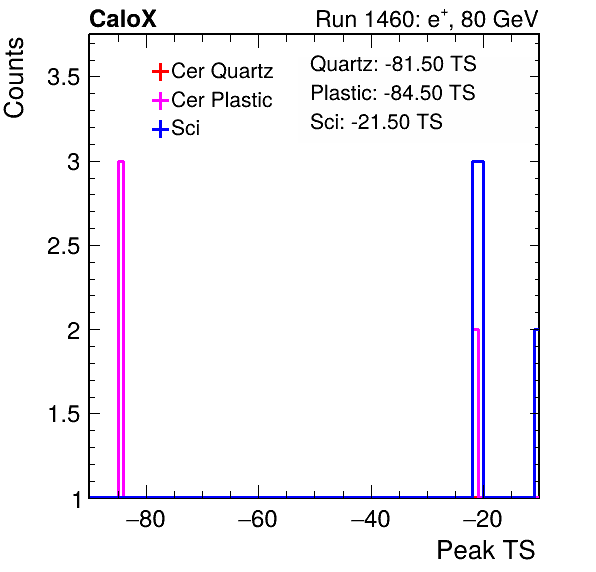 CaloX Run 1460: e⁺, 80 GeV
Counts
Cer Quartz
Cer Plastic
Sci
Quartz: -81.50 TS
Plastic: -84.50 TS
Sci: -21.50 TS
3.5
3
2.5
2
1.5
1
−80 −60 −40 −20
Peak TS